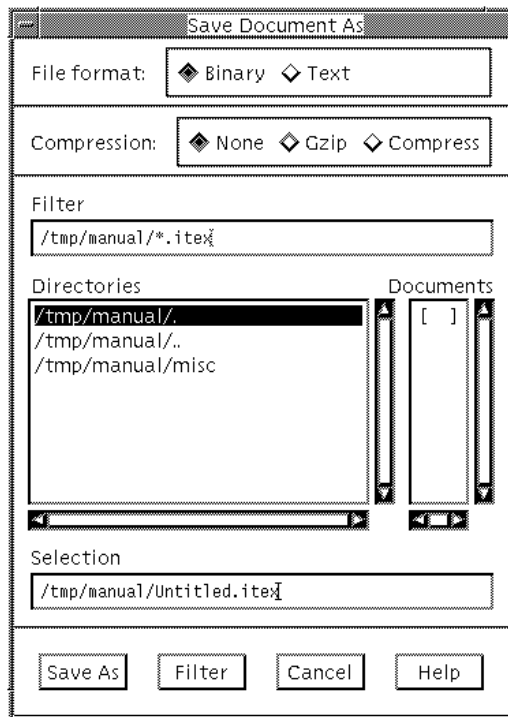 Save Document As
File format: Binary Text
Compression: None Gzip Compress
Filter
/tmp/manual/*.itex
Directories Documents
/tmp/manual/. [ ]
/tmp/manual/..
/tmp/manual/misc
Selection
/tmp/manual/Untitled.itex
Save As Filter Cancel Help